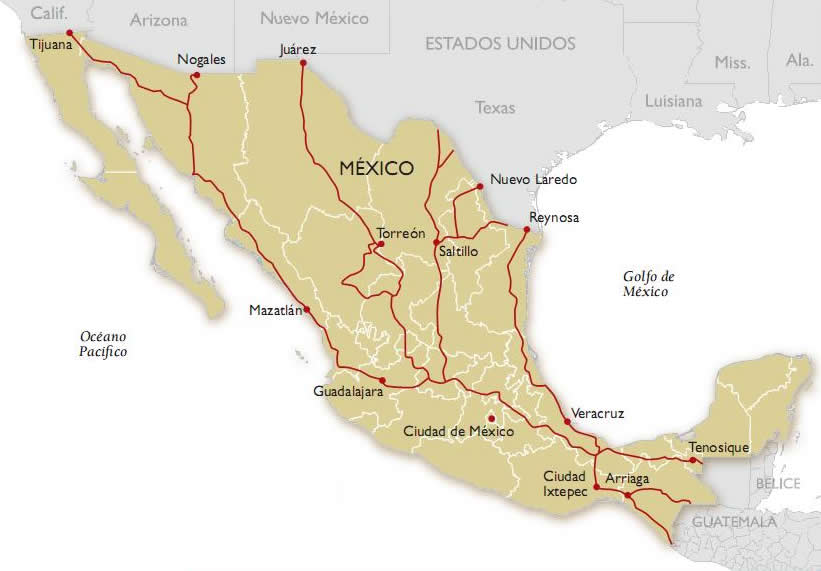 Calif.
Arizona
Nuevo México
ESTADOS UNIDOS
Miss.
Ala.
Tijuana
Nogales
Juárez
Texas
Luisiana
MÉXICO
Nuevo Laredo
Reynosa
Torreón
Saltillo
Golfo de
México
Mazatlán
Océano
Pacífico
Guadalajara
Ciudad de México
Veracruz
Tenosique
Ciudad
Ixtepec
Arriaga
BELICE
GUATEMALA